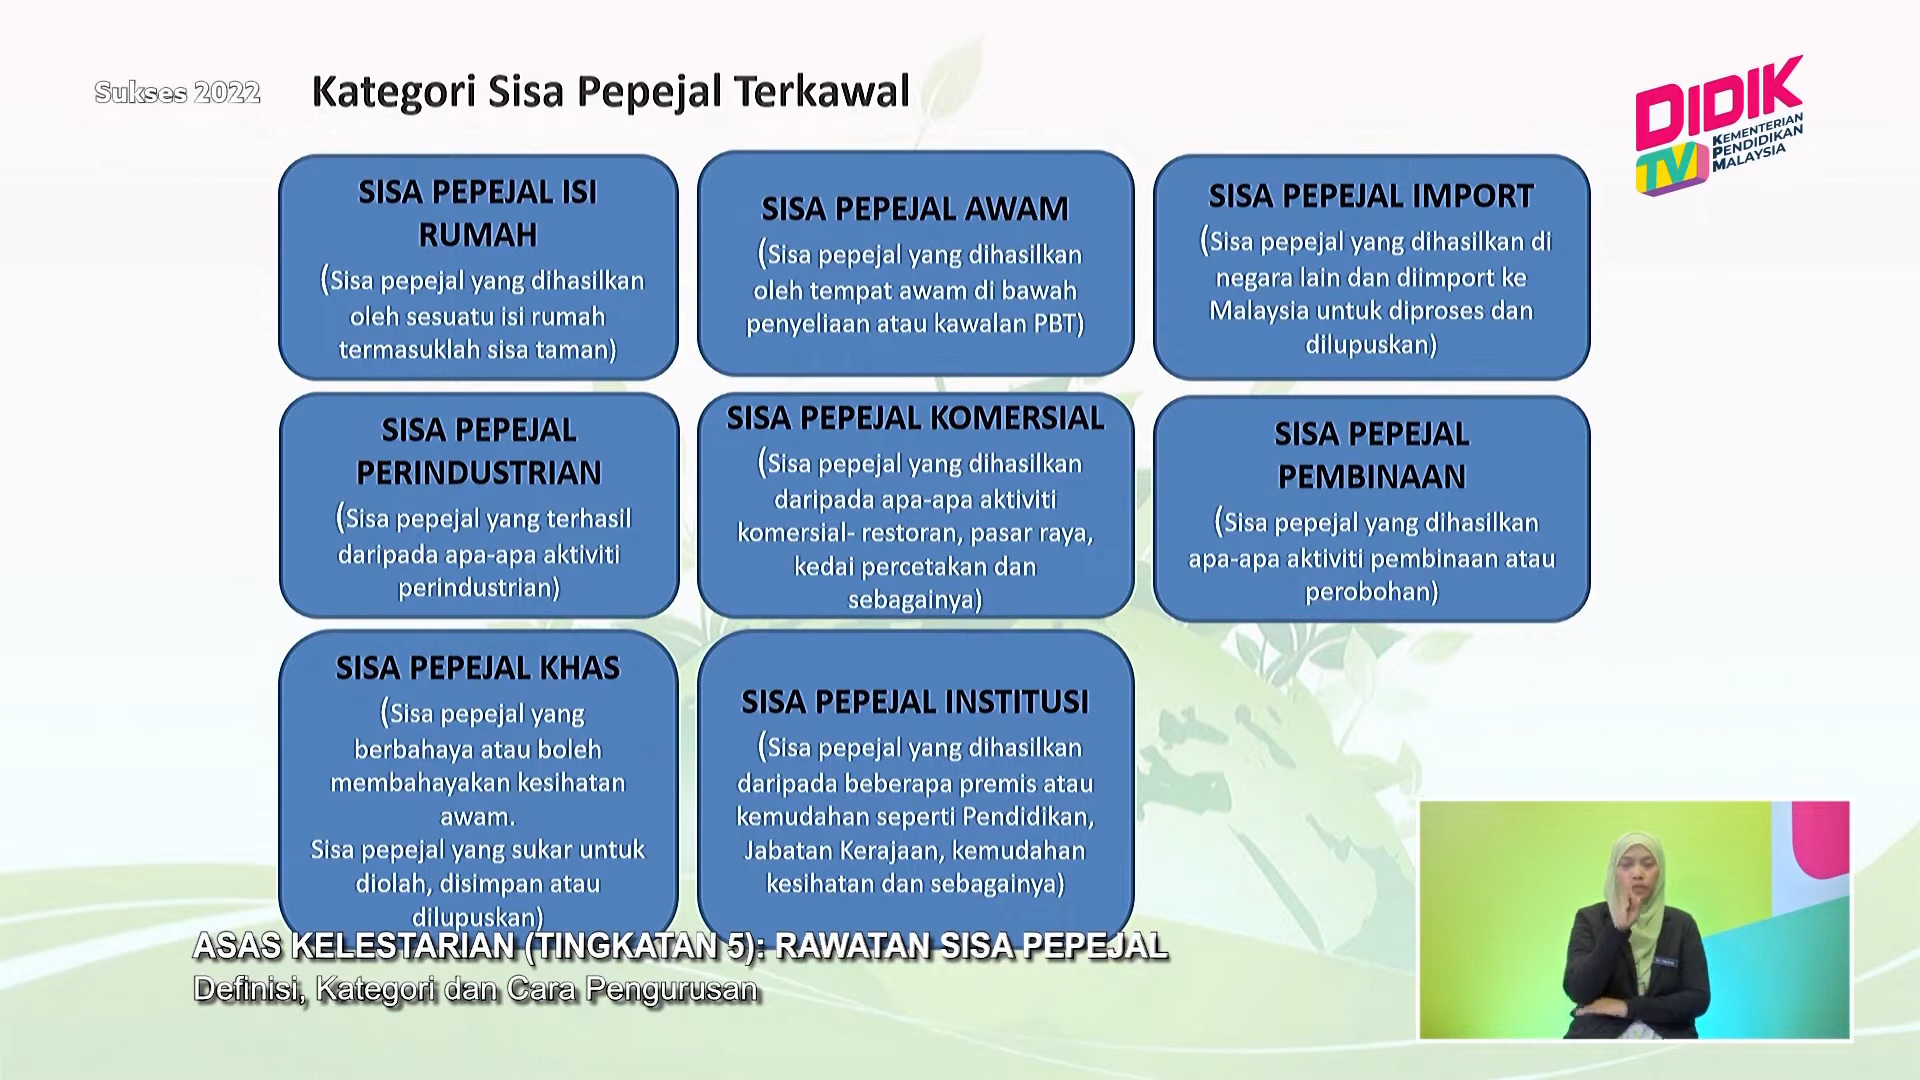 Sukses 2022
Kategori Sisa Pepejal Terkawal
DIDIK
TV
KEMENTERIAN
PENDIDIKAN
MALAYSIA
SISA PEPEJAL ISI
RUMAH
(Sisa pepejal yang dihasilkan
oleh sesuatu isi rumah
termasuklah sisa taman)
SISA PEPEJAL AWAM
(Sisa pepejal yang dihasilkan
oleh tempat awam di bawah
penyeliaan atau kawalan PBT)
SISA PEPEJAL IMPORT
(Sisa pepejal yang dihasilkan di
negara lain dan diimport ke
Malaysia untuk diproses dan
dilupuskan)
SISA PEPEJAL
PERINDUSTRIAN
(Sisa pepejal yang terhasil
daripada apa-apa aktiviti
perindustrian)
SISA PEPEJAL KOMERSIAL
(Sisa pepejal yang dihasilkan
daripada apa-apa aktiviti
komersial- restoran, pasar raya,
kedai percetakan dan
sebagainya)
SISA PEPEJAL
PEMBINAAN
(Sisa pepejal yang dihasilkan
apa-apa aktiviti pembinaan atau
perobohan)
SISA PEPEJAL KHAS
(Sisa pepejal yang
berbahaya atau boleh
membahayakan kesihatan
awam.
Sisa pepejal yang sukar untuk
diolah, disimpan atau
dilupuskan)
SISA PEPEJAL INSTITUSI
(Sisa pepejal yang dihasilkan
daripada beberapa premis atau
kemudahan seperti Pendidikan,
Jabatan Kerajaan, kemudahan
kesihatan dan sebagainya)
ASAS KELESTARIAN (TINGKATAN 5): RAWATAN SISA PEPEJAL
Definisi, Kategori dan Cara Pengurusan